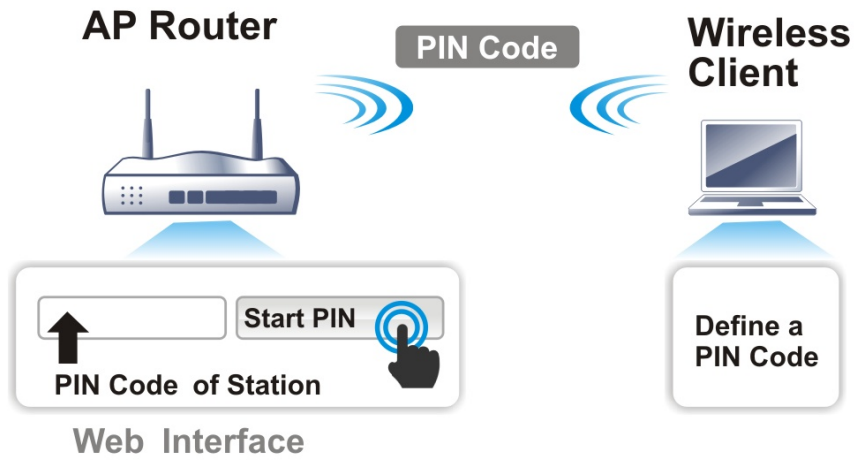 AP Router
PIN Code
Wireless
Client
Start PIN
PIN Code of Station
Web Interface
Define a
PIN Code